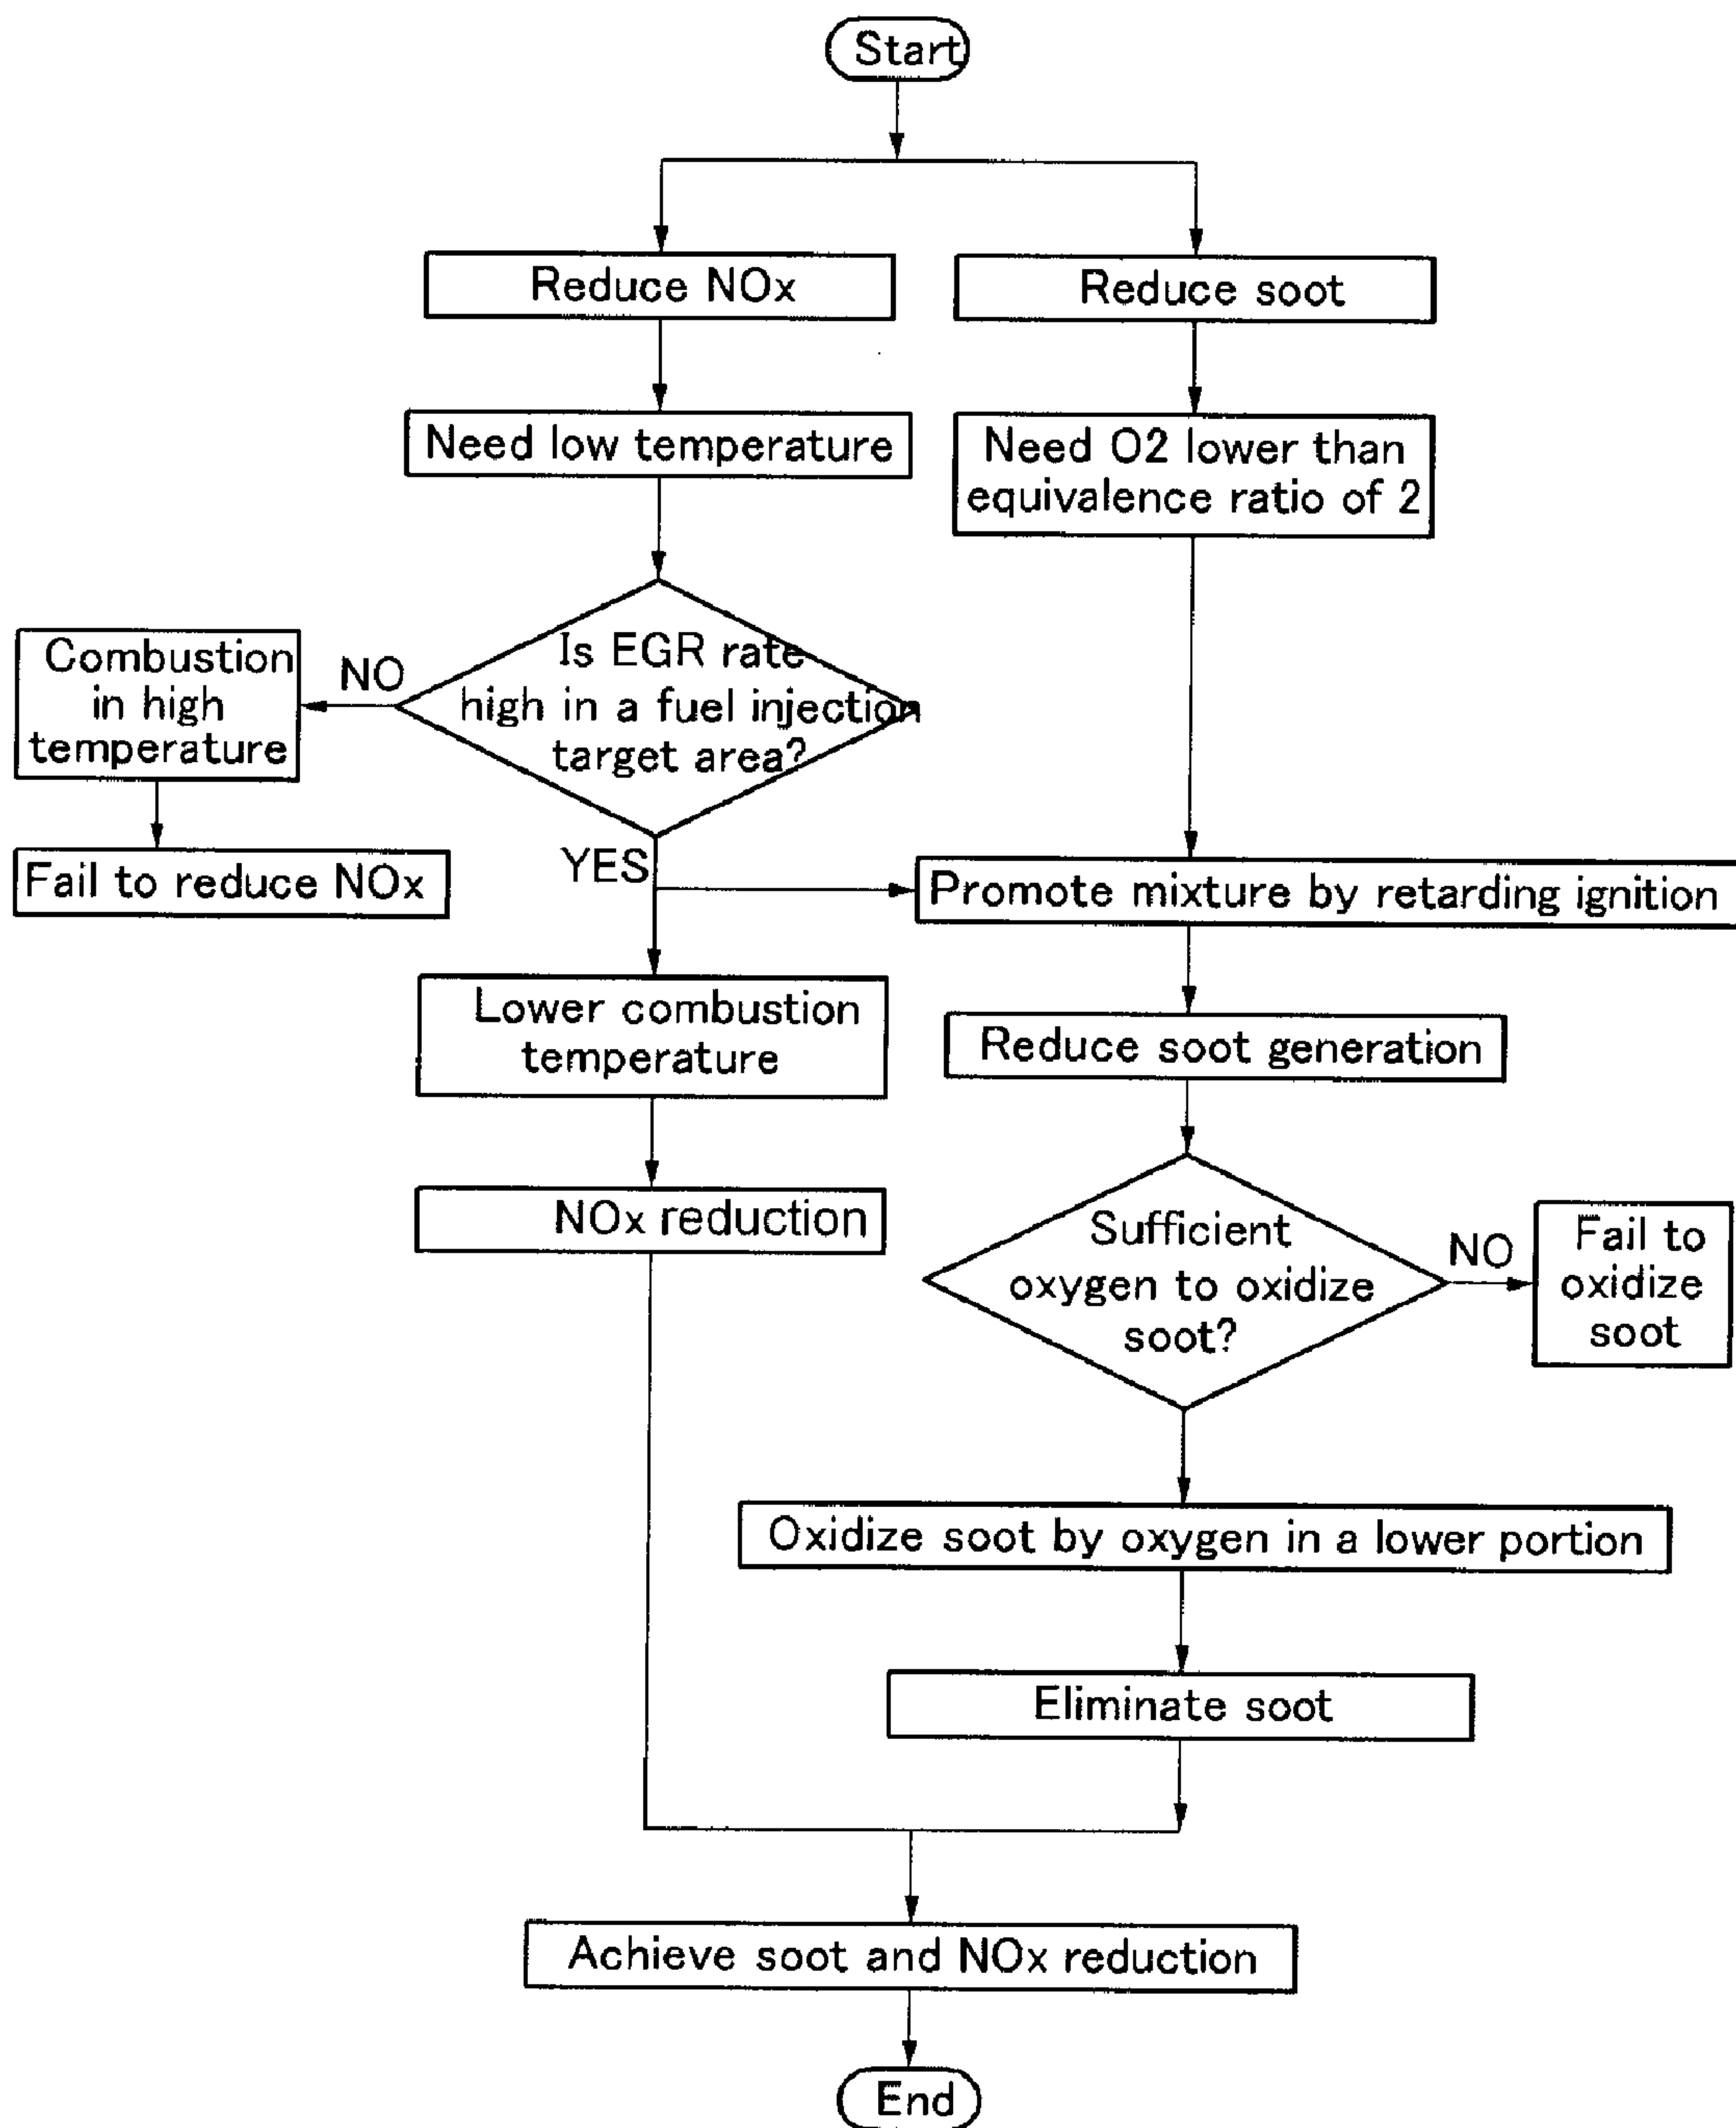 Start
Reduce NOx
Reduce soot
Need low temperature
Need O2 lower than
equivalence ratio of 2
Is EGR rate
high in a fuel injection
target area?
NO
Combustion
in high
temperature
Fail to reduce NOx
YES
Promote mixture by retarding ignition
Lower combustion
temperature
Reduce soot generation
NOx reduction
Sufficient
oxygen to oxidize
soot?
NO
Fail to
oxidize
soot
Oxidize soot by oxygen in a lower portion
Eliminate soot
Achieve soot and NOx reduction
End